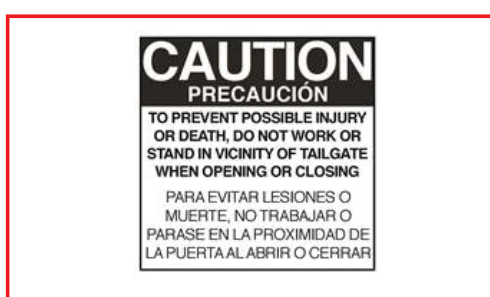 CAUTION
PRECAUCIÓN
TO PREVENT POSSIBLE INJURY
OR DEATH, DO NOT WORK OR
STAND IN VICINITY OF TAILGATE
WHEN OPENING OR CLOSING
PARA EVITAR LESIONES O
MUERTE, NO TRABAJAR O
PARASE EN LA PROXIMIDAD DE
LA PUERTA AL ABRIR O CERRAR